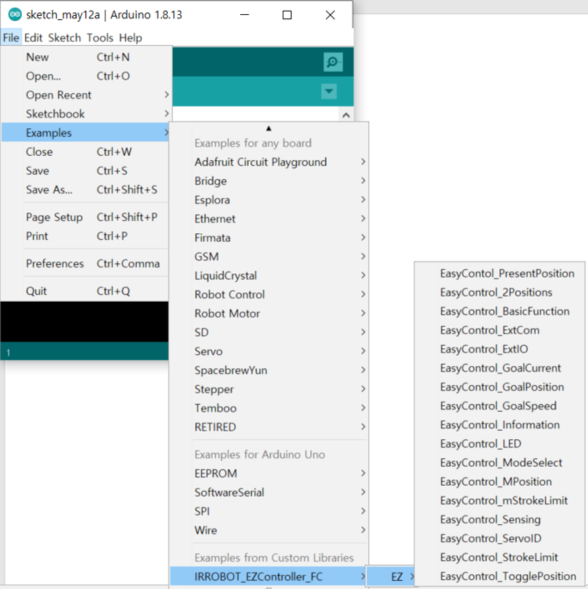 sketch_may12a | Arduino 1.8.13
File Edit Sketch Tools Help
New Ctrl+N
Open... Ctrl+O
Open Recent
Sketchbook
Examples
Close Ctrl+W
Save Ctrl+S
Save As... Ctrl+Shift+S
Page Setup Ctrl+Shift+P
Print Ctrl+P
Preferences Ctrl+Comma
Quit Ctrl+Q
1
Examples for any board
Adafruit Circuit Playground
Bridge
Esplora
Ethernet
Firmata
GSM
LiquidCrystal
Robot Control
Robot Motor
SD
Servo
SpacebrewYun
Stepper
Temboo
RETIRED
Examples for Arduino Uno
EEPROM
SoftwareSerial
SPI
Wire
Examples from Custom Libraries
IRROBOT_EZController_FC
EZ
EasyContol_PresentPosition
EasyControl_2Positions
EasyControl_BasicFunction
EasyControl_ExtCom
EasyControl_ExtIO
EasyControl_GoalCurrent
EasyControl_GoalPosition
EasyControl_GoalSpeed
EasyControl_Information
EasyControl_LED
EasyControl_ModeSelect
EasyControl_MPosition
EasyControl_mStrokeLimit
EasyControl_Sensing
EasyControl_ServoID
EasyControl_StrokeLimit
EasyControl_TogglePosition